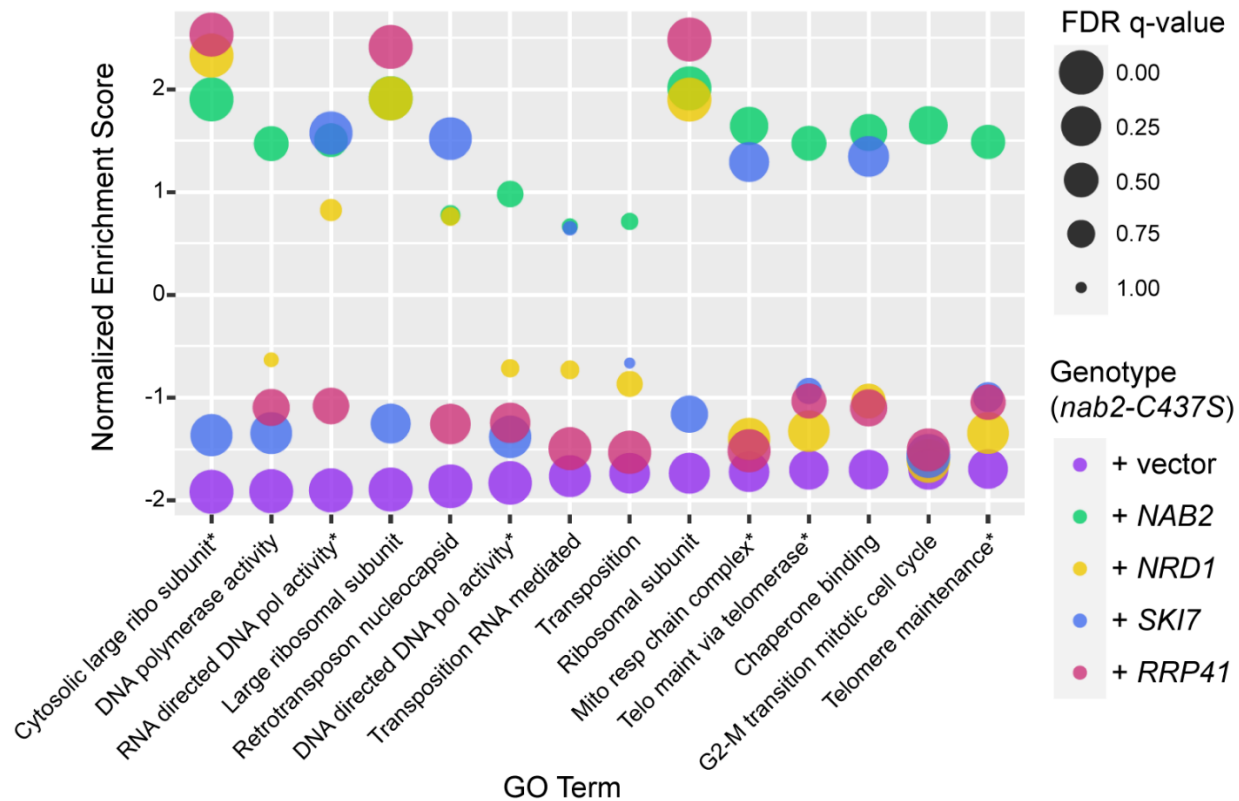 Normalized Enrichment Score
2
1
0
-1
-2
Cytosolic large ribo subunit*
DNA polymerase activity
RNA directed DNA pol activity*
Large ribosomal subunit
Retrotransposon nucleocapsid
DNA directed DNA pol activity*
Transposition RNA mediated
Transposition
Ribosomal subunit
Mito resp chain complex*
Telo maint via telomerase*
Chaperone binding
G2-M transition mitotic cell cycle
Telomere maintenance*
GO Term
FDR q-value
0.00
0.25
0.50
0.75
1.00
Genotype
(nab2-C437S)
+ vector
+ NAB2
+ NRD1
+ SKI7
+ RRP41